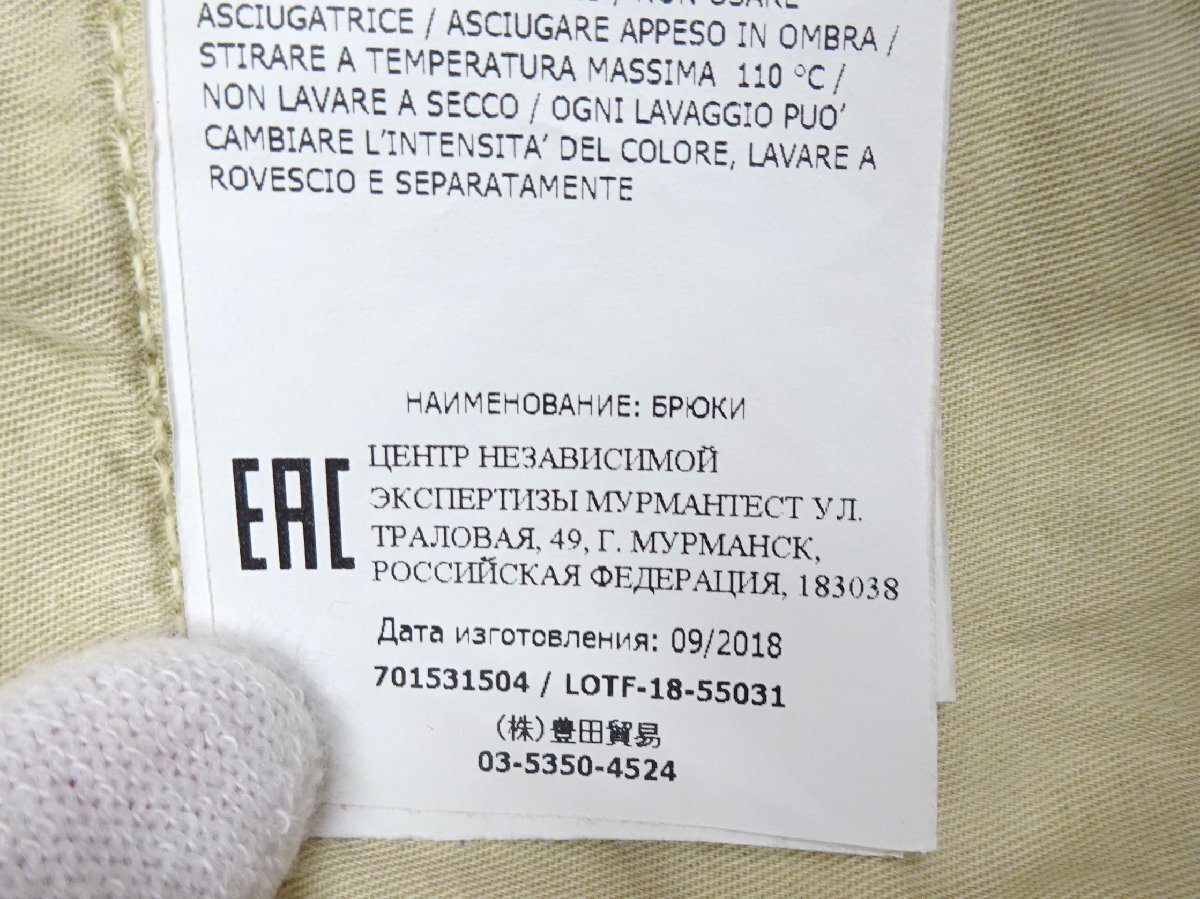 / NON USARE
ASCIUGATRICE / ASCIUGARE APPESO IN OMBRA /
STIRARE A TEMPERATURA MASSIMA 110 °C /
NON LAVARE A SECCO / OGNI LAVAGGIO PUO'
CAMBIARE L'INTENSITA' DEL COLORE, LAVARE A
ROVESCIO E SEPARATAMENTE
НАИМЕНОВАНИЕ: БРЮКИ
EAC
ЦЕНТР НЕЗАВИСИМОЙ
ЭКСПЕРТИЗЫ МУРМАНТЕСТ УЛ.
ТРАЛОВАЯ, 49, Г. МУРМАНСК,
РОССИЙСКАЯ ФЕДЕРАЦИЯ, 183038
Дата изготовления: 09/2018
701531504 / LOTF-18-55031
(株)豊田貿易
03-5350-4524